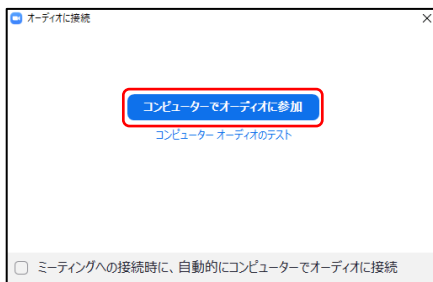 オーディオに接続
コンピューターでオーディオに参加
コンピューター オーディオのテスト
ミーティングへの接続時に、自動的にコンピューターでオーディオに接続